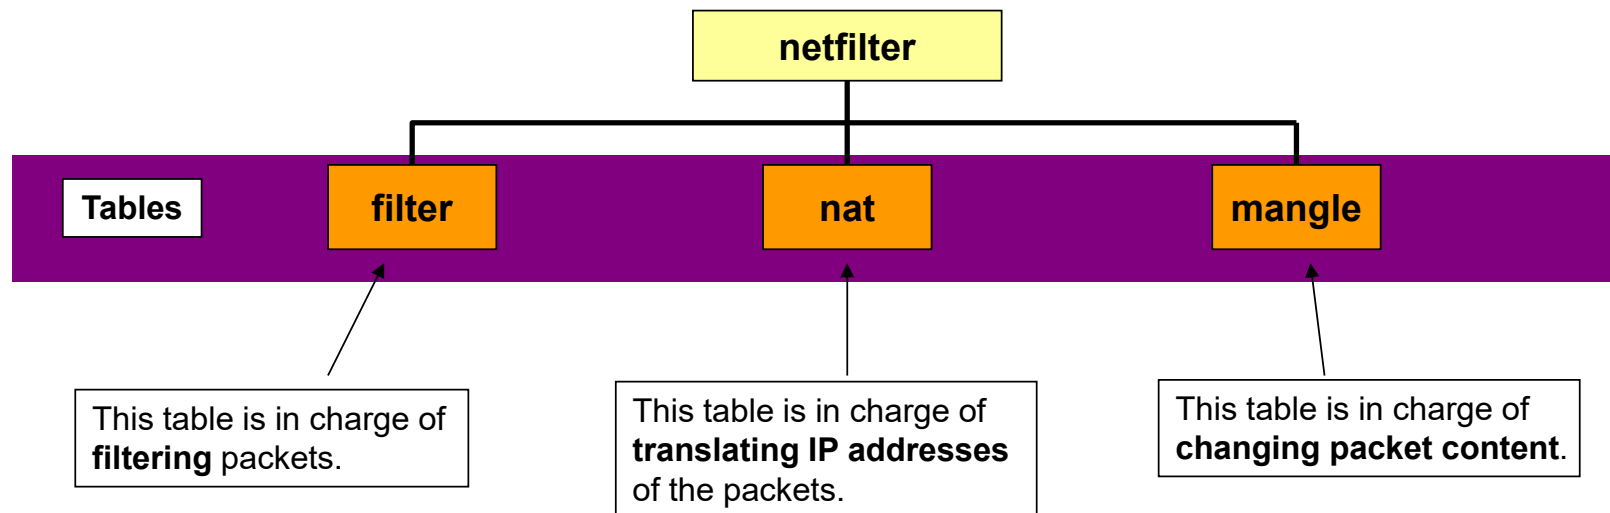 netfilter
Tables
filter
nat
mangle
This table is in charge of
filtering packets.
This table is in charge of
translating IP addresses
of the packets.
This table is in charge of
changing packet content.